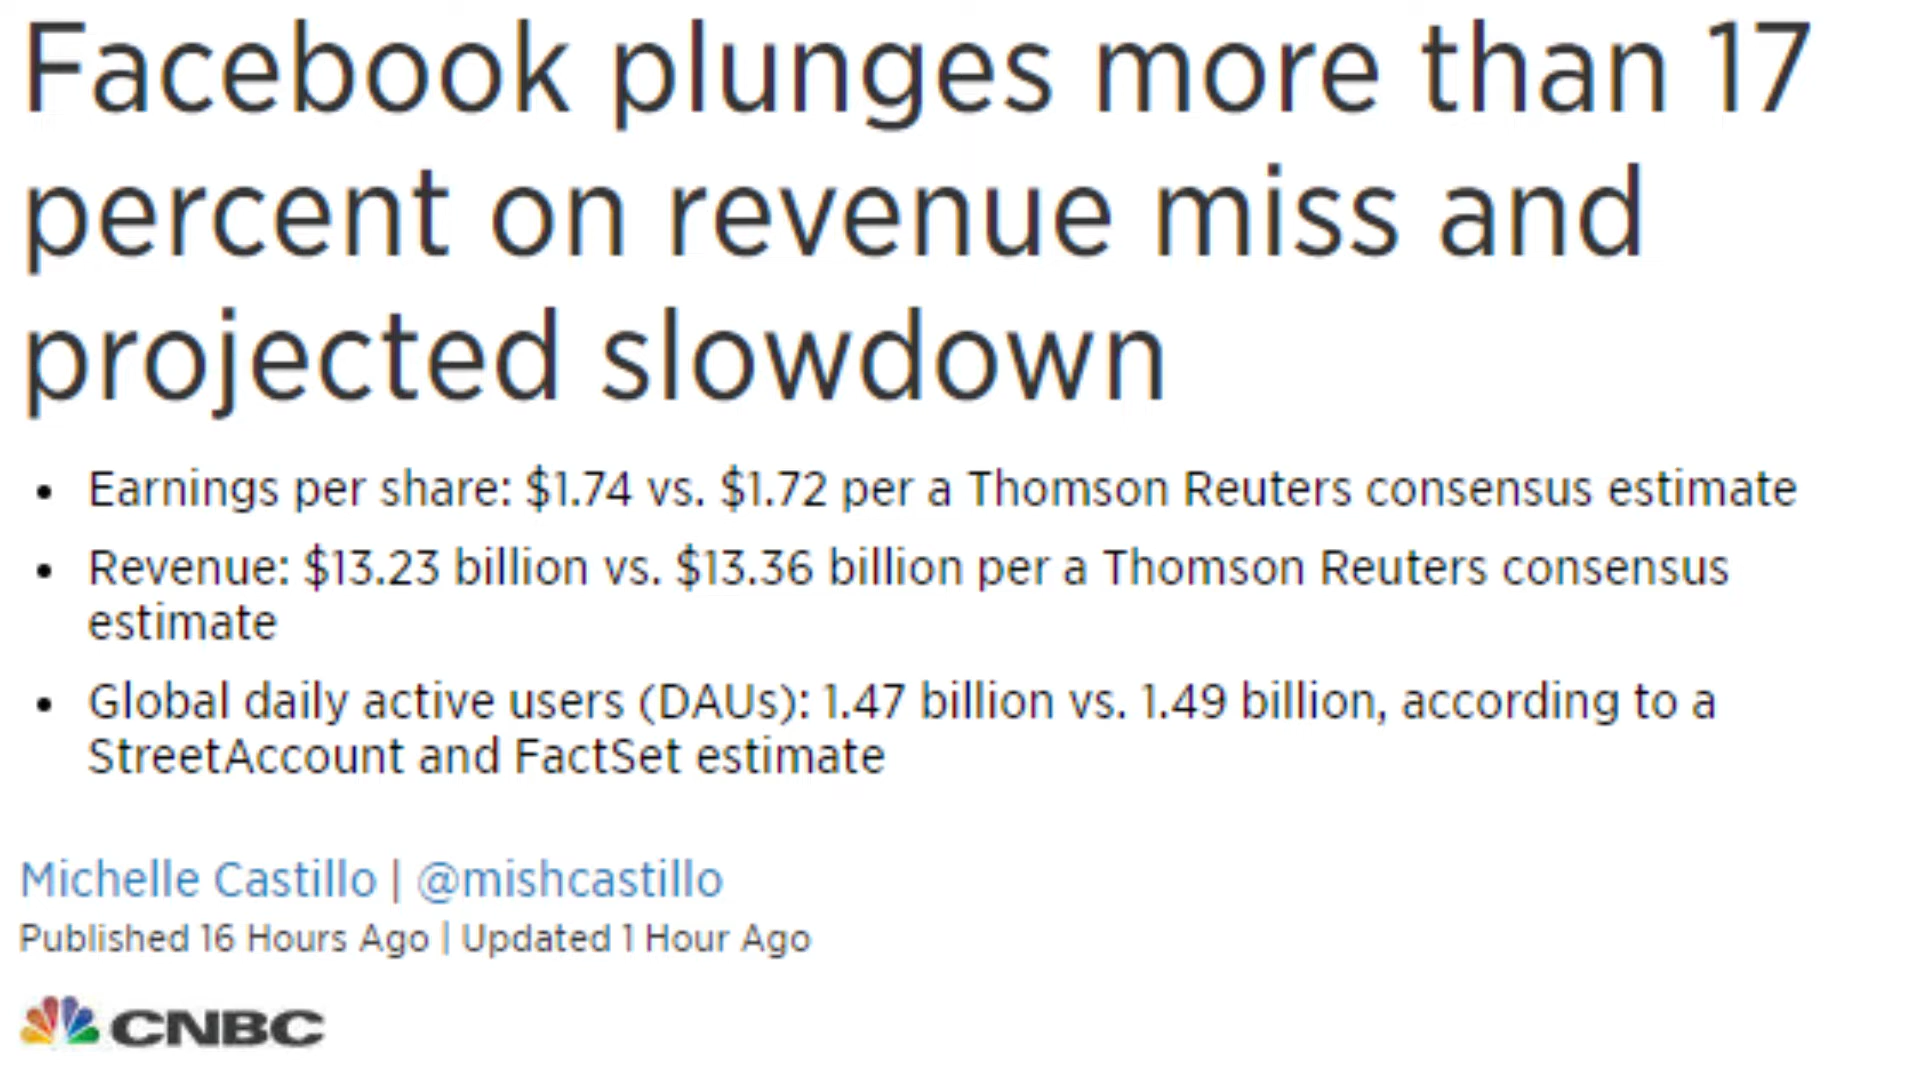 Facebook plunges more than 17
percent on revenue miss and
projected slowdown
• Earnings per share: $1.74 vs. $1.72 per a Thomson Reuters consensus estimate
• Revenue: $13.23 billion vs. $13.36 billion per a Thomson Reuters consensus
estimate
• Global daily active users (DAUs): 1.47 billion vs. 1.49 billion, according to a
StreetAccount and FactSet estimate
Michelle Castillo | @mishcastillo
Published 16 Hours Ago | Updated 1 Hour Ago
CNBC